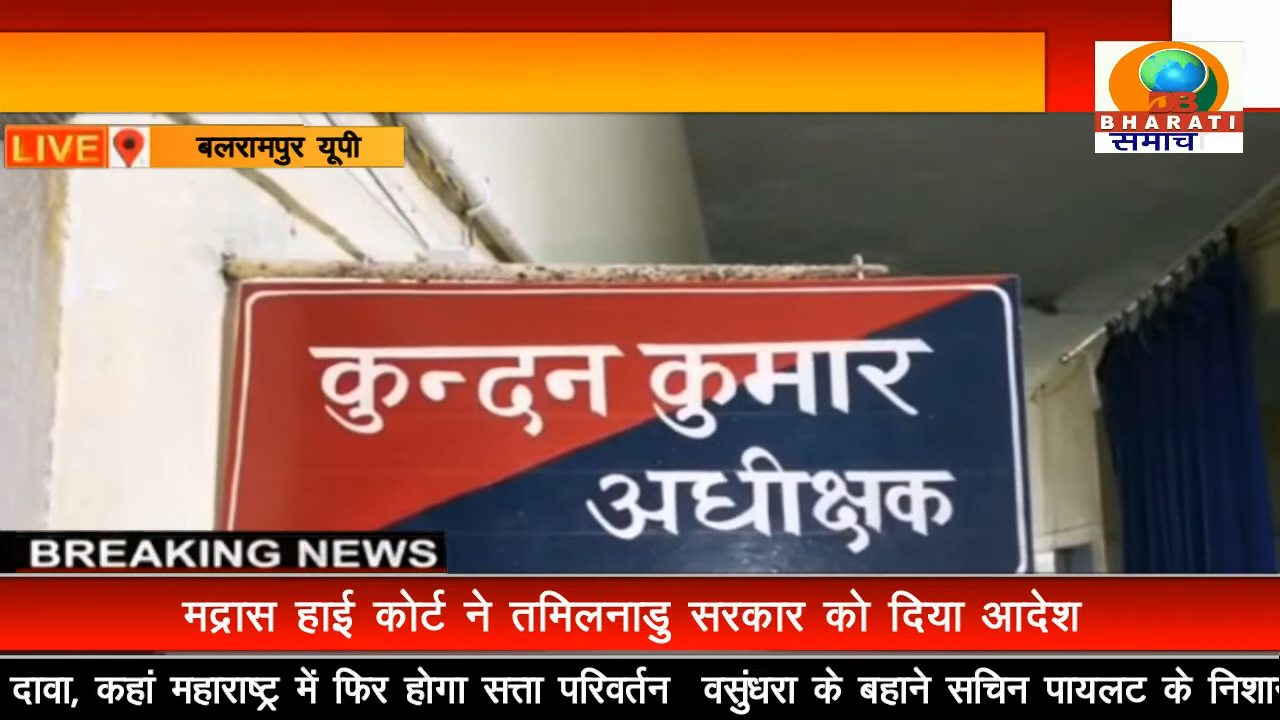 BHARATI
समाच
LIVE
बलरामपुर यूपी
कुन्दन कुमार
अधीक्षक
BREAKING NEWS
मद्रास हाई कोर्ट ने तमिलनाडु सरकार को दिया आदेश
दावा, कहां महाराष्ट्र में फिर होगा सत्ता परिवर्तन वसुंधरा के बहाने सचिन पायलट के